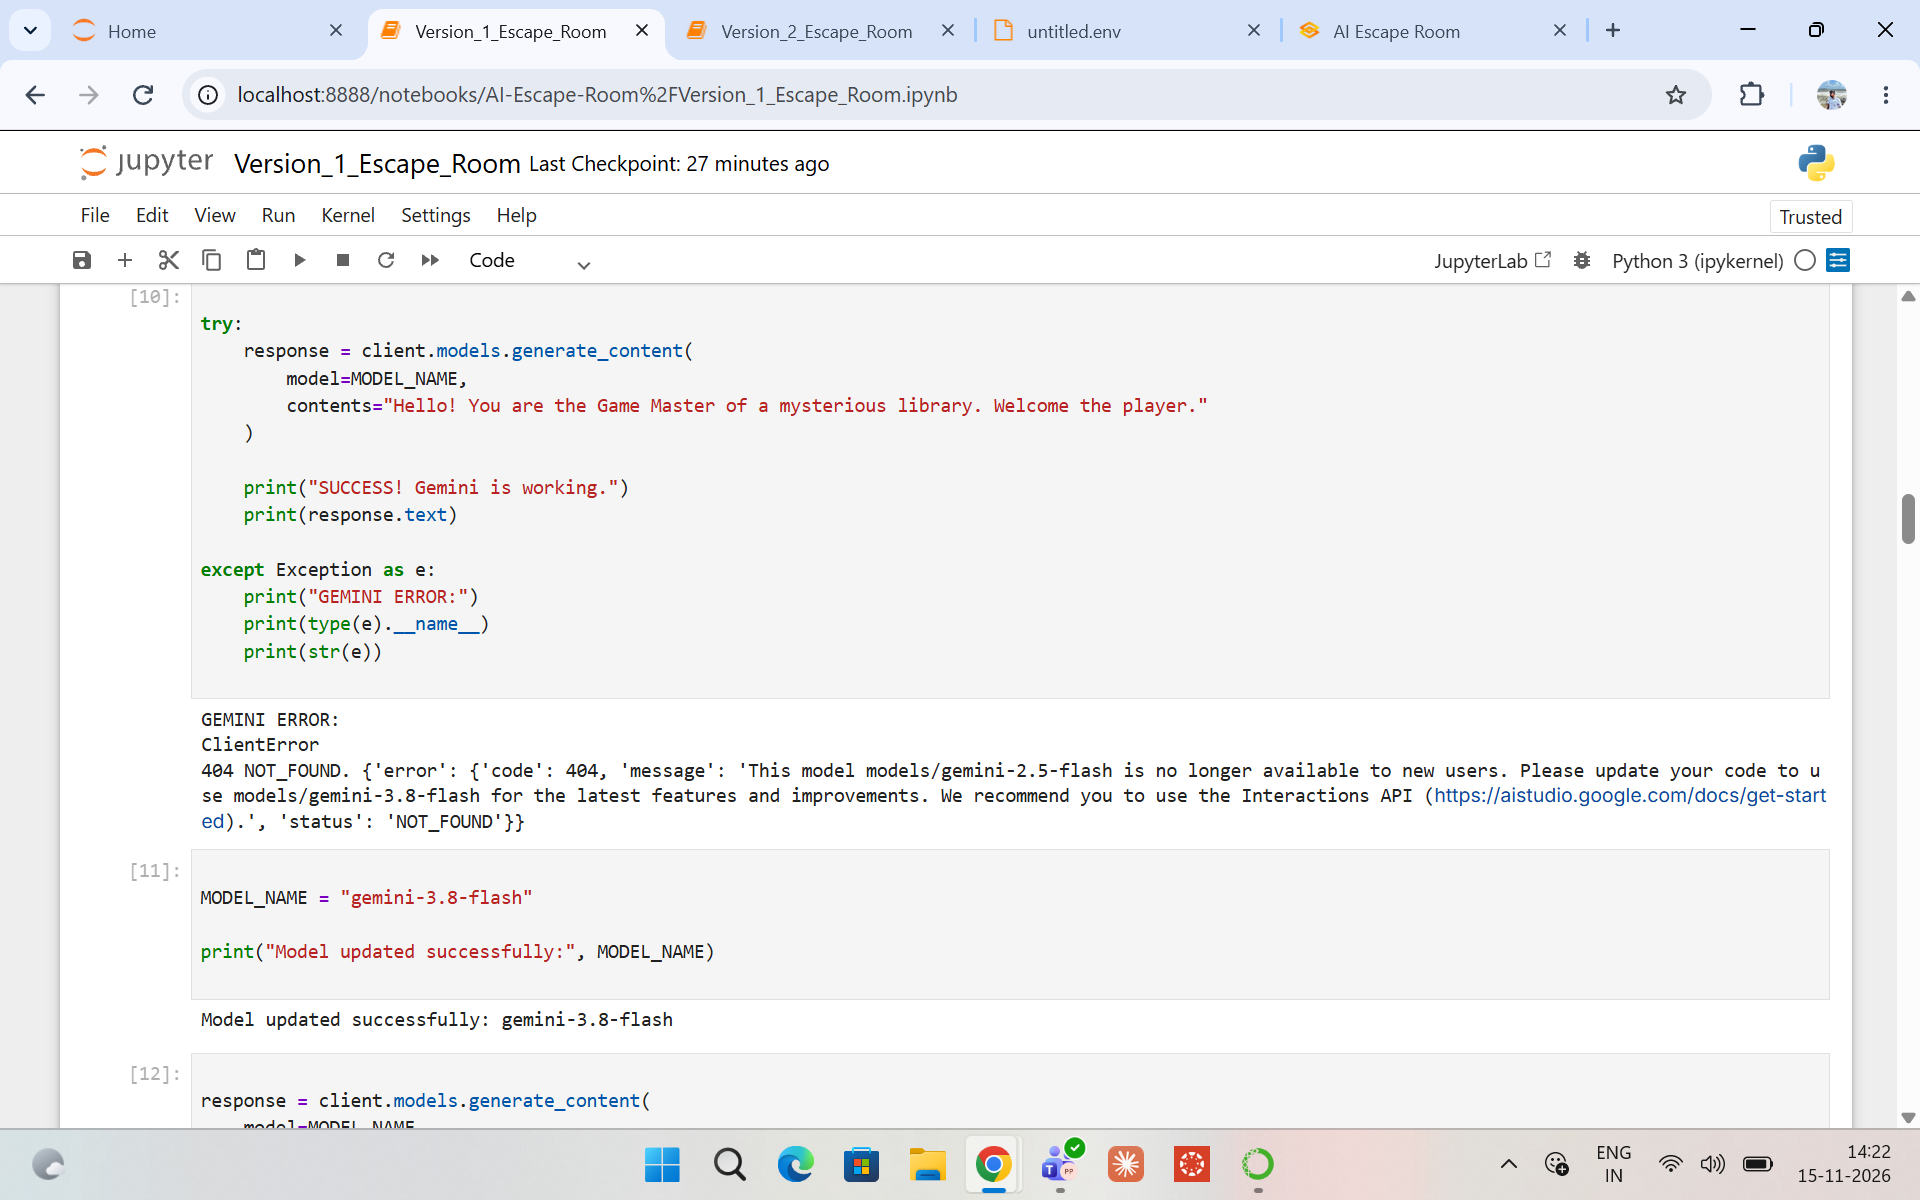 Home
Version_1_Escape_Room
Version_2_Escape_Room
untitled.env
AI Escape Room
localhost:8888/notebooks/AI-Escape-Room%2FVersion_1_Escape_Room.ipynb
jupyter
Version_1_Escape_Room Last Checkpoint: 27 minutes ago
File Edit View Run Kernel Settings Help
Trusted
Code
JupyterLab
Python 3 (ipykernel)
[10]:
try:
    response = client.models.generate_content(
        model=MODEL_NAME,
        contents="Hello! You are the Game Master of a mysterious library. Welcome the player."
    )
    print("SUCCESS! Gemini is working.")
    print(response.text)
except Exception as e:
    print("GEMINI ERROR:")
    print(type(e).__name__)
    print(str(e))
GEMINI ERROR:
ClientError
404 NOT_FOUND. {'error': {'code': 404, 'message': 'This model models/gemini-2.5-flash is no longer available to new users. Please update your code to u
se models/gemini-3.8-flash for the latest features and improvements. We recommend you to use the Interactions API (https://aistudio.google.com/docs/get-start
ed).', 'status': 'NOT_FOUND'}}
[11]:
MODEL_NAME = "gemini-3.8-flash"
print("Model updated successfully:", MODEL_NAME)
Model updated successfully: gemini-3.8-flash
[12]:
response = client.models.generate_content(
    model=MODEL_NAME
ENG
IN
14:22
15-11-2026